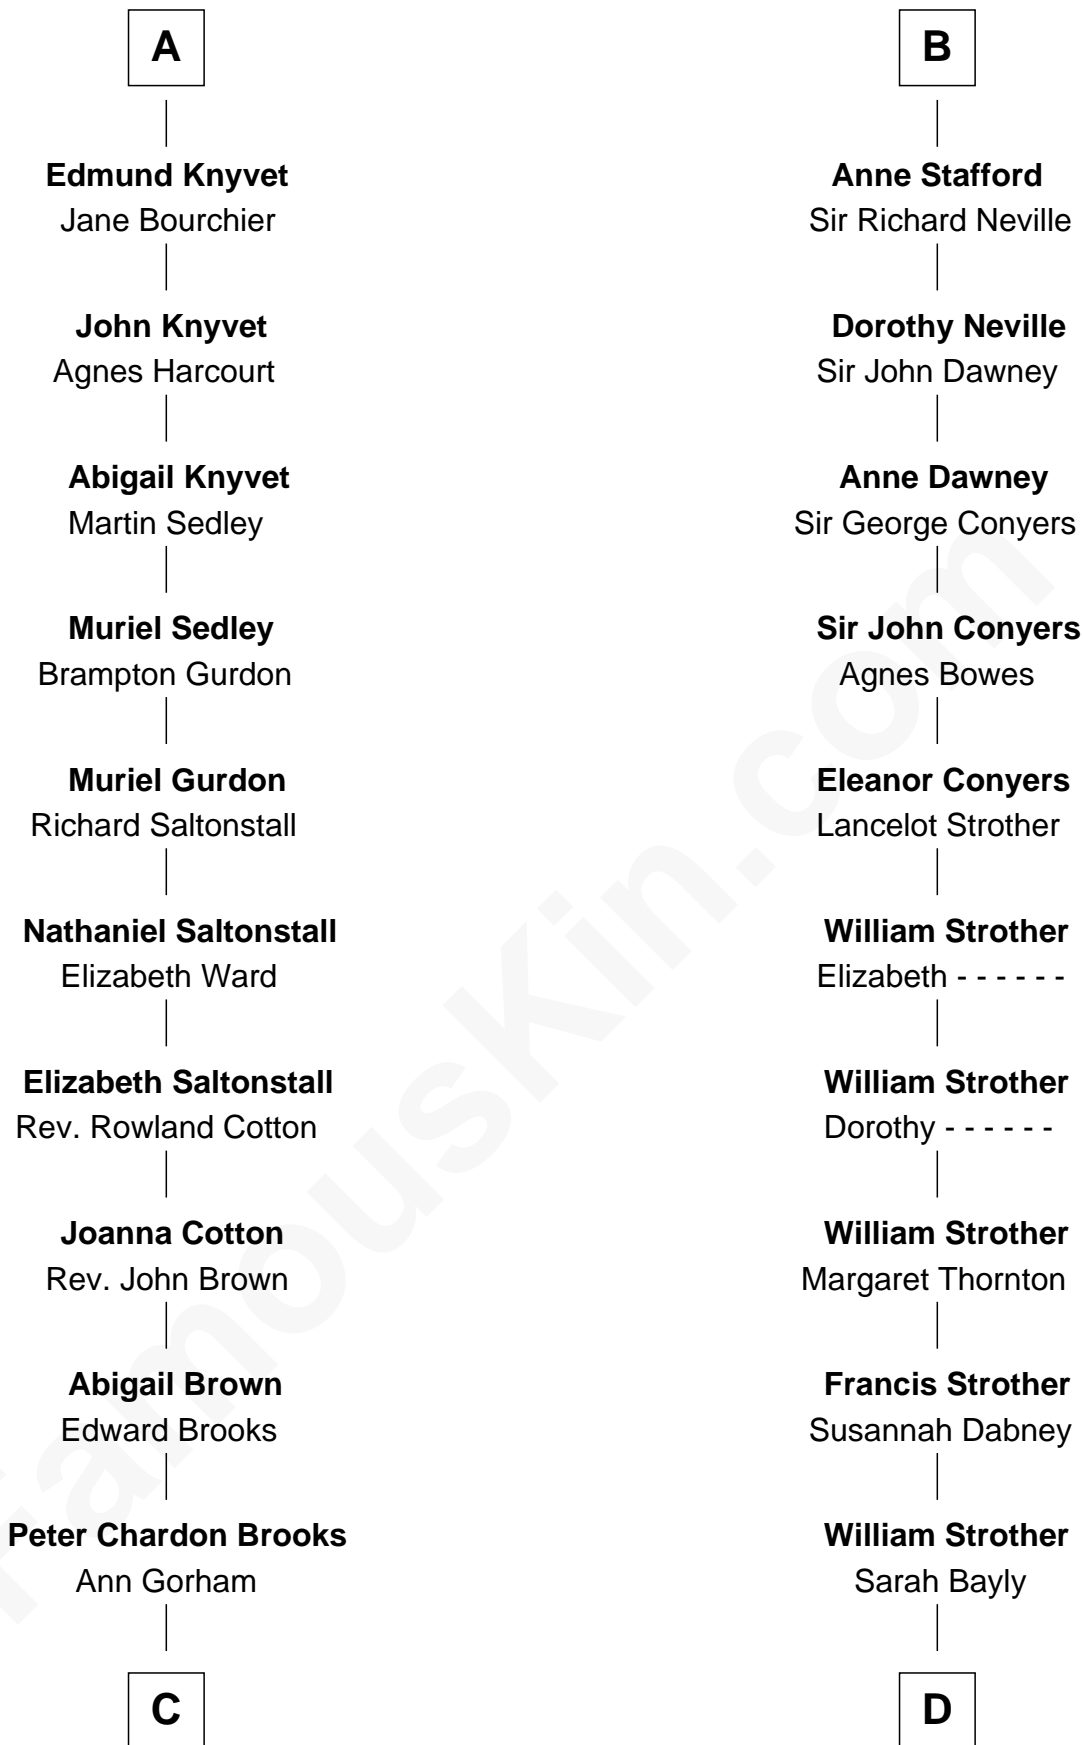 A
Edmund Knyvet
Jane Bourchier
John Knyvet
Agnes Harcourt
Abigail Knyvet
Martin Sedley
Muriel Sedley
Brampton Gurdon
Muriel Gurdon
Richard Saltonstall
Nathaniel Saltonstall
Elizabeth Ward
Elizabeth Saltonstall
Rev. Rowland Cotton
Joanna Cotton
Rev. John Brown
Abigail Brown
Edward Brooks
Peter Chardon Brooks
Ann Gorham
C
B
Anne Stafford
Sir Richard Neville
Dorothy Neville
Sir John Dawney
Anne Dawney
Sir George Conyers
Sir John Conyers
Agnes Bowes
Eleanor Conyers
Lancelot Strother
William Strother
Elizabeth - - - - - -
William Strother
Dorothy - - - - - -
William Strother
Margaret Thornton
Francis Strother
Susannah Dabney
William Strother
Sarah Bayly
D
FamousKin.com